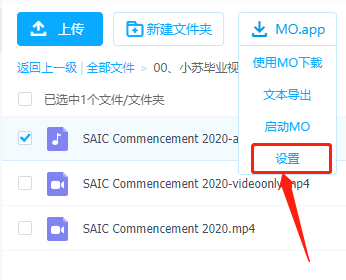 上传
新建文件夹
MO.app
返回上一级 | 全部文件 > 00、小苏毕业视
使用MO下载
已选中1个文件/文件夹
文本导出
启动MO
SAIC Commencement 2020-a
设置
SAIC Commencement 2020-videoonly.mp4
SAIC Commencement 2020.mp4